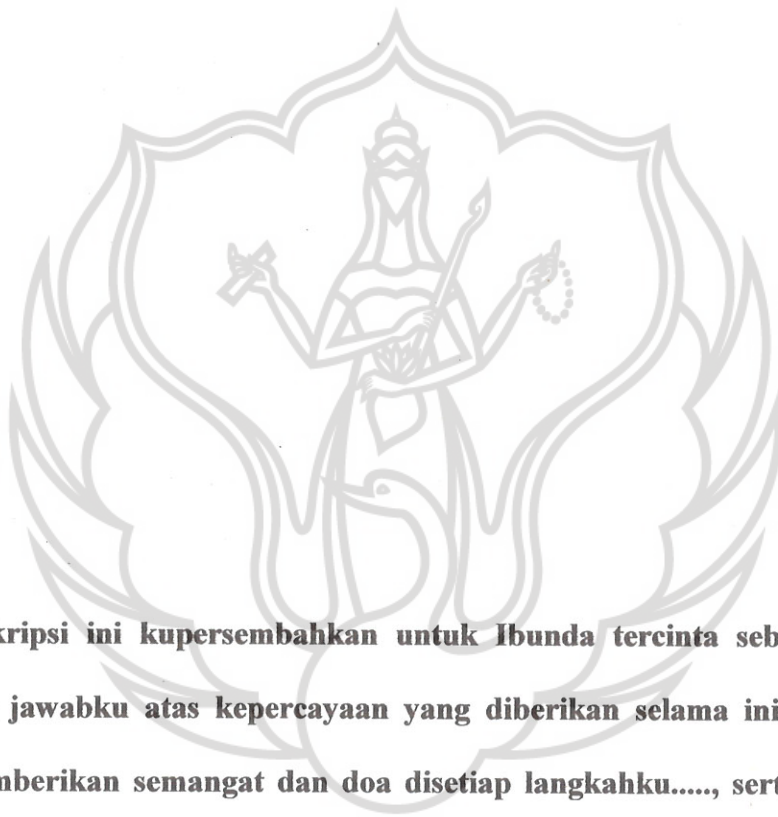 kripsi ini kupersembahkan untuk Ibunda tercinta seb
jawabku atas kepercayaan yang diberikan selama ini
mberikan semangat dan doa disetiap langkahku....., sert